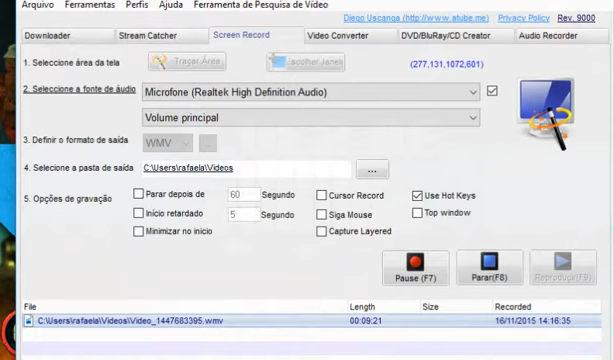 Arquivo Ferramentas Perfis Ajuda Ferramenta de Pesquisa de Vídeo
Diego Uscanga (http://www.atube.me) Privacy Policy Rev. 9000
Downloader Stream Catcher Screen Record Video Converter DVD/BluRay/CD Creator Audio Recorder
1. Seleccione área da tela Traçar Área Escolher Janela (277,131,1072,601)
2. Seleccione a fonte de áudio Microfone (Realtek High Definition Audio)
Volume principal
3. Definir o formato de saída WMV ...
4. Selecione a pasta de saída C:\Users\rafaela\Videos ...
5. Opções de gravação Parar depois de 60 Segundo Cursor Record Use Hot Keys
Início retardado 5 Segundo Siga Mouse Top window
Minimizar no início Capture Layered
Pause (F7) Parar(F8) Reproducir(F9)
File Length Size Recorded
C:\Users\rafaela\Videos\Video_1447683395.wmv 00:09:21 16/11/2015 14:16:35